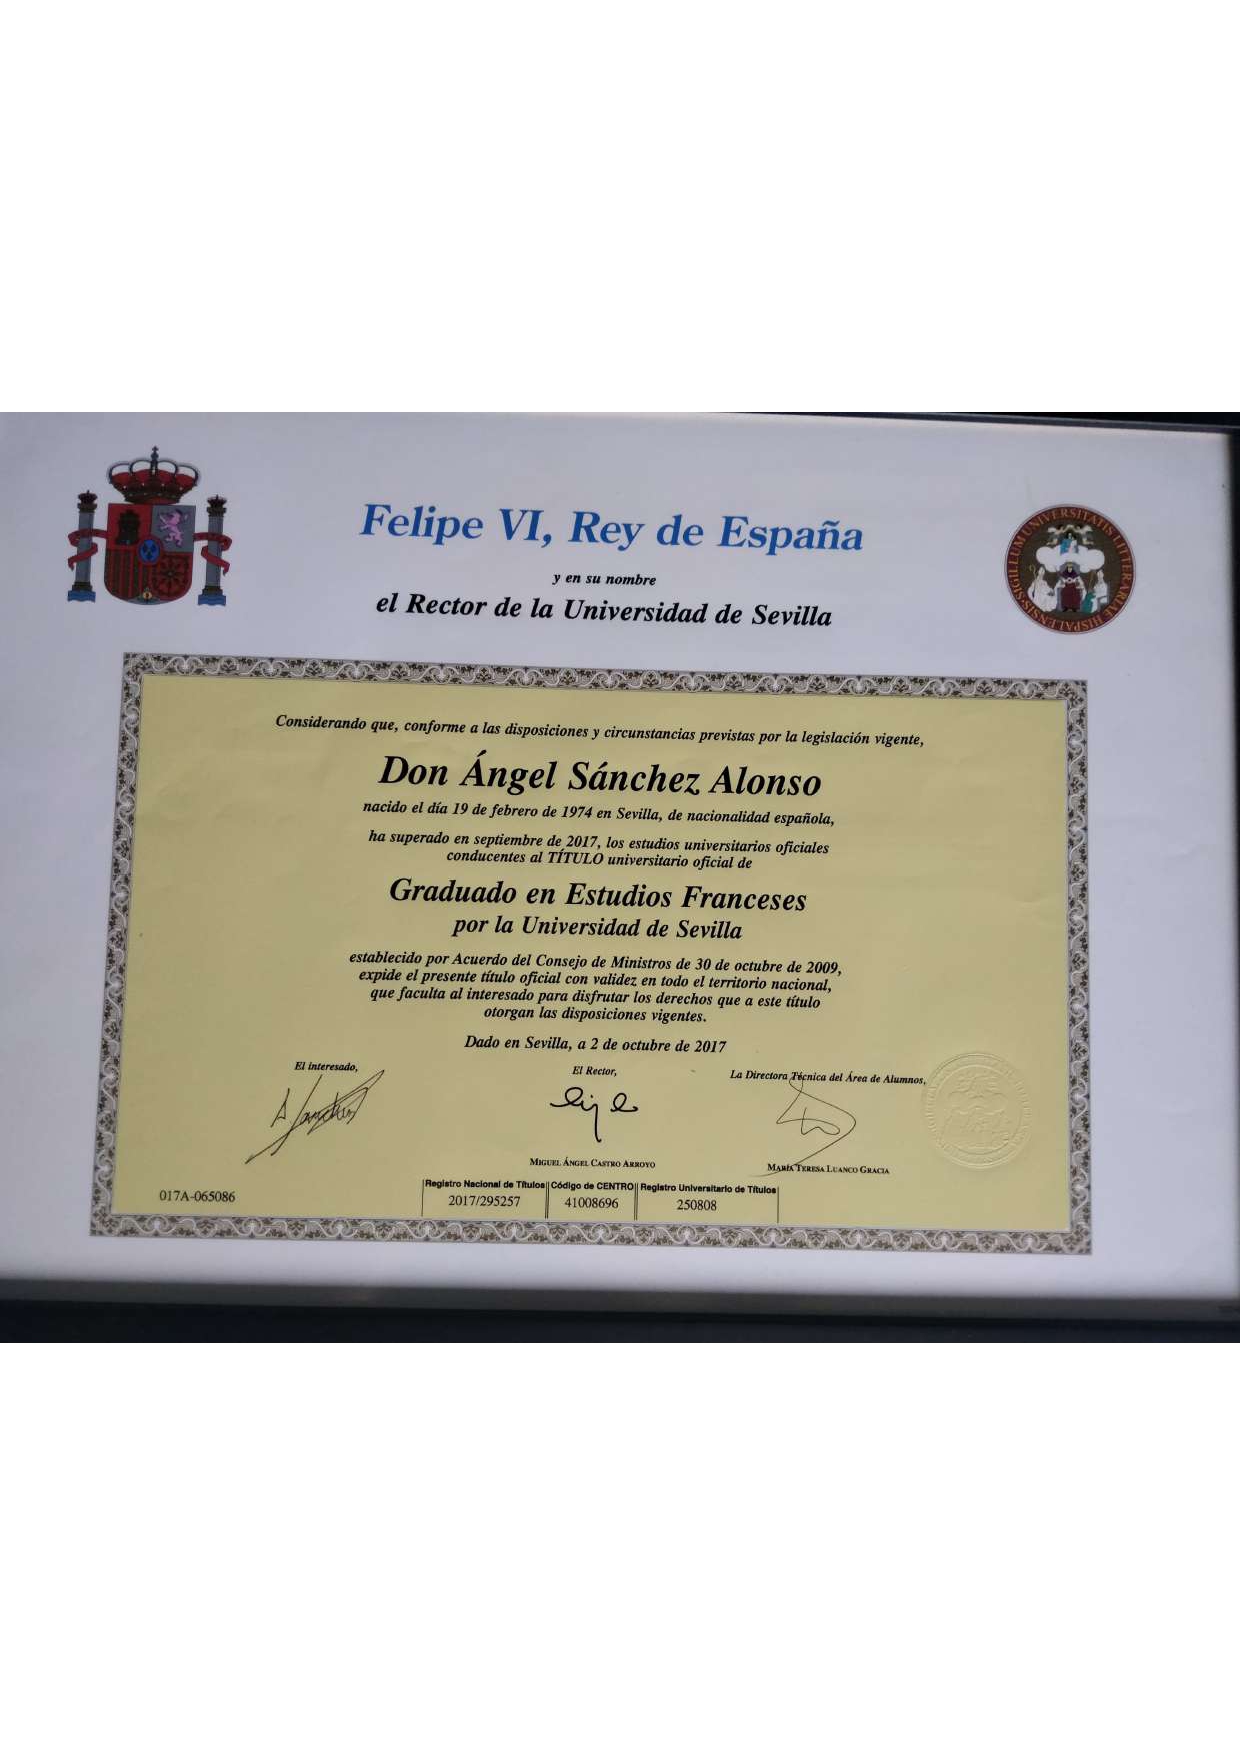 Felipe VI, Rey de España
y en su nombre
el Rector de la Universidad de Sevilla
SIGILLUM UNIVERSITATIS LITTERARIAE HISPALENSIS
Considerando que, conforme a las disposiciones y circunstancias previstas por la legislación vigente,
Don Ángel Sánchez Alonso
nacido el día 19 de febrero de 1974 en Sevilla, de nacionalidad española,
ha superado en septiembre de 2017, los estudios universitarios oficiales
conducentes al TÍTULO universitario oficial de
Graduado en Estudios Franceses
por la Universidad de Sevilla
establecido por Acuerdo del Consejo de Ministros de 30 de octubre de 2009,
expide el presente título oficial con validez en todo el territorio nacional,
que faculta al interesado para disfrutar los derechos que a este título
otorgan las disposiciones vigentes.
Dado en Sevilla, a 2 de octubre de 2017
El interesado,
El Rector,
La Directora Técnica del Área de Alumnos,
MIGUEL ÁNGEL CASTRO ARROYO
MARÍA TERESA LUANCO GRACIA
017A-065086
Registro Nacional de Títulos Código de CENTRO Registro Universitario de Títulos
2017/295257 41008696 250808